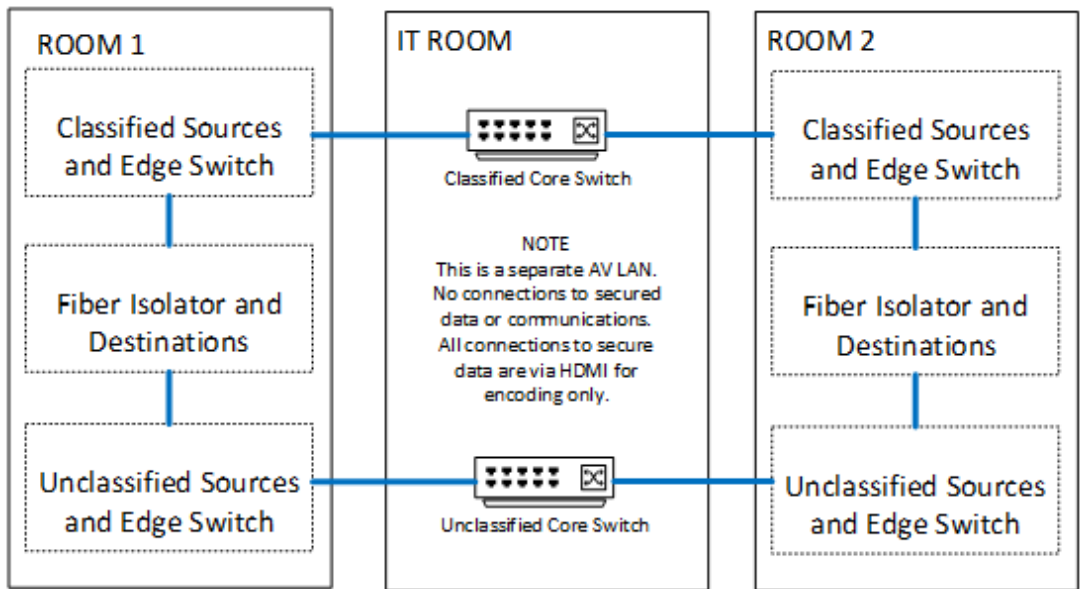 ROOM 1
Classified Sources
and Edge Switch
Fiber Isolator and
Destinations
Unclassified Sources
and Edge Switch
IT ROOM
Classified Core Switch
NOTE
This is a separate AV LAN.
No connections to secured
data or communications.
All connections to secure
data are via HDMI for
encoding only.
Unclassified Core Switch
ROOM 2
Classified Sources
and Edge Switch
Fiber Isolator and
Destinations
Unclassified Sources
and Edge Switch